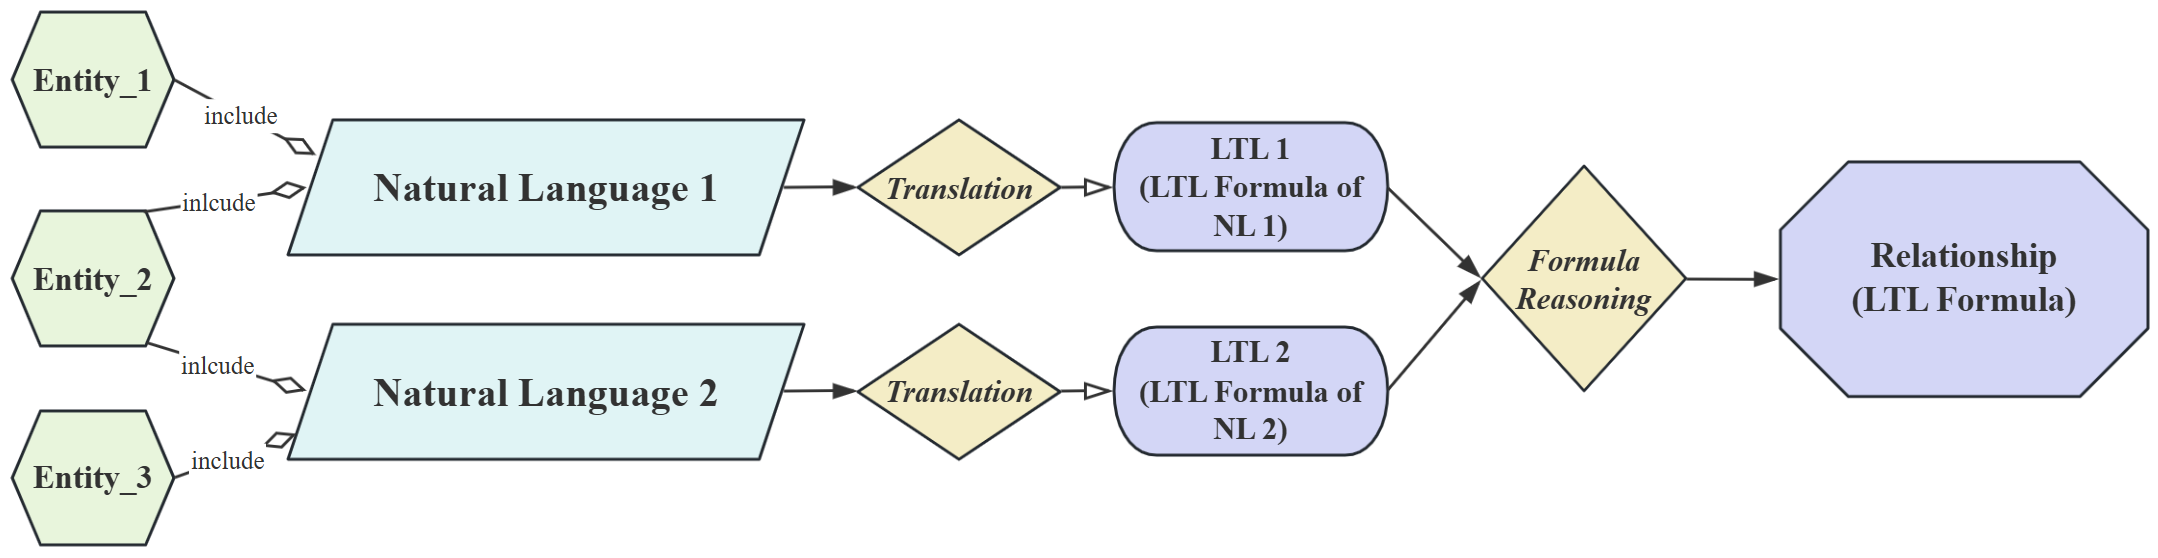 Entity_1
include
inlcude
Entity_2
inlcude
include
Entity_3
Natural Language 1
Translation
LTL 1
(LTL Formula of
NL 1)
Natural Language 2
Translation
LTL 2
(LTL Formula of
NL 2)
Formula
Reasoning
Relationship
(LTL Formula)